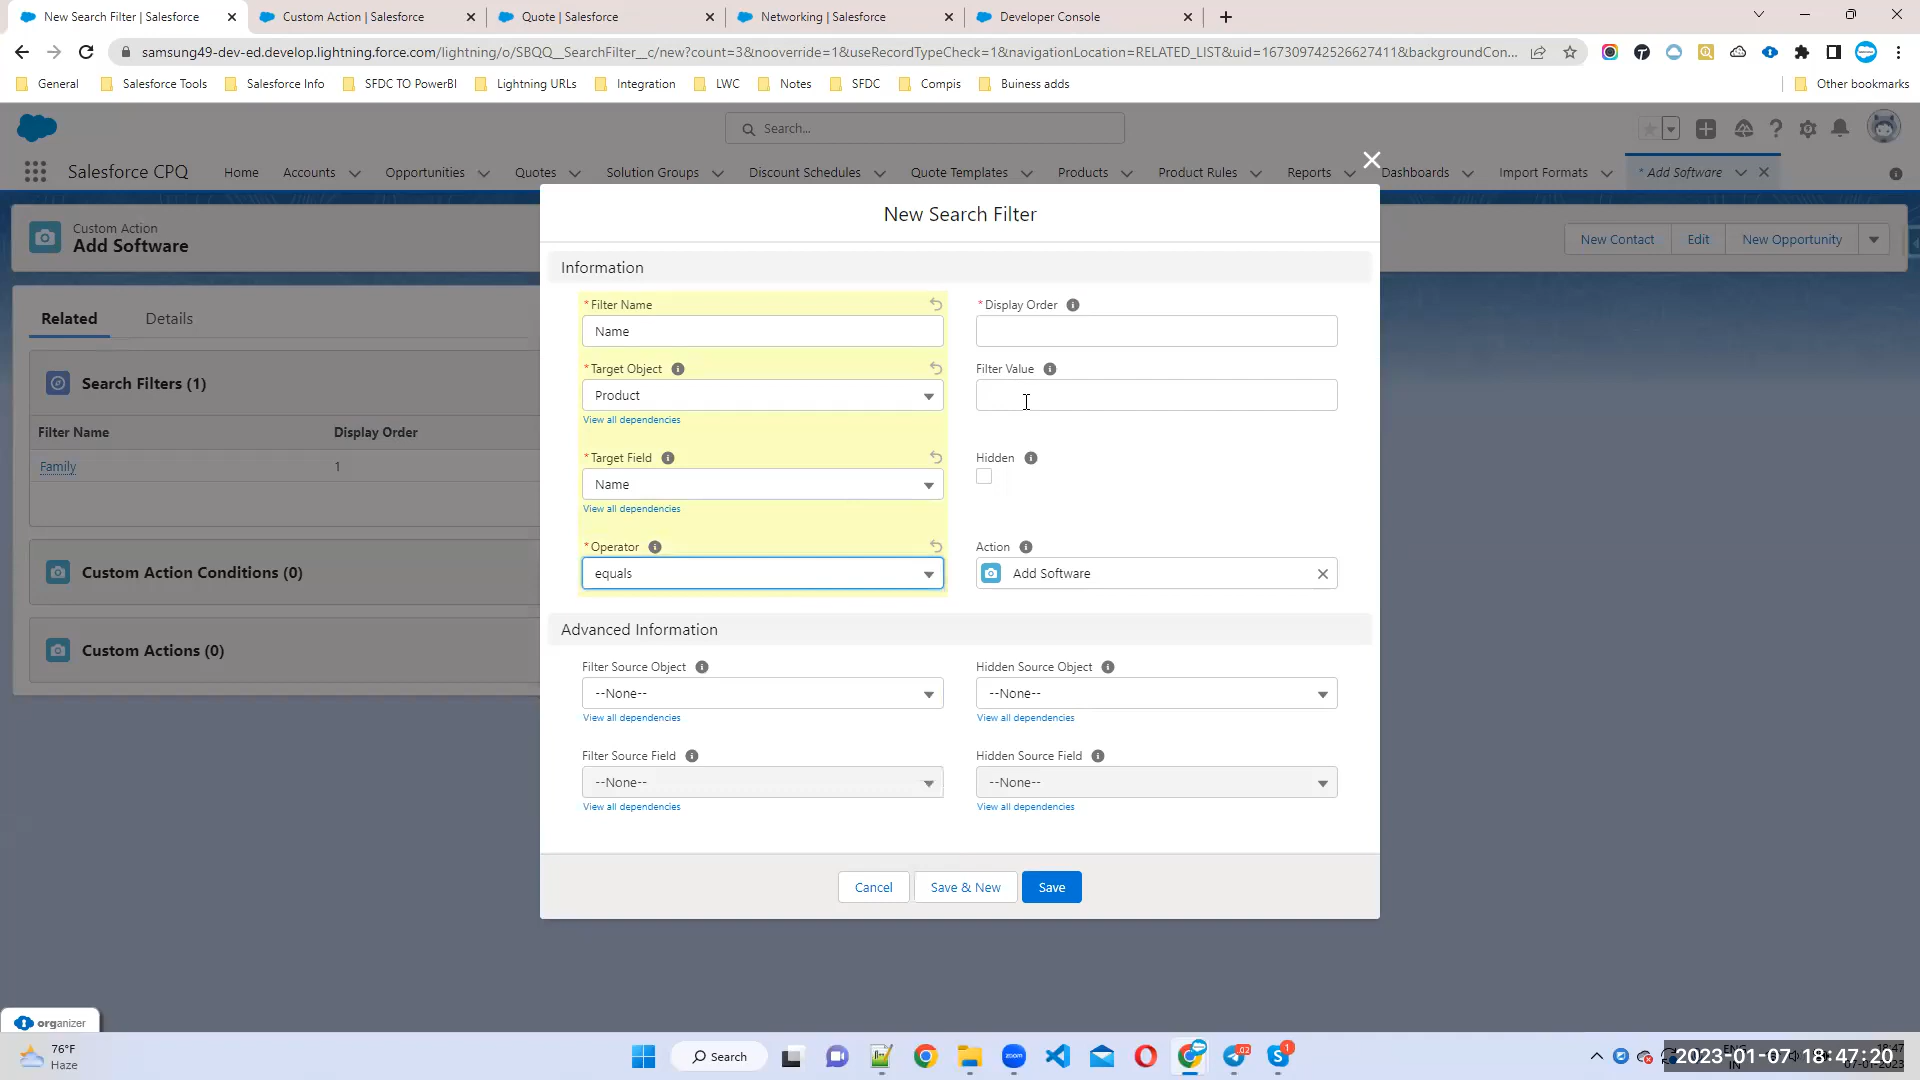 New Search Filter | Salesforce
Custom Action | Salesforce
Quote | Salesforce
Networking | Salesforce
Developer Console
samsung49-dev-ed.develop.lightning.force.com/lightning/o/SBQQ__SearchFilter__c/new?count=3&nooverride=1&useRecordTypeCheck=1&navigationLocation=RELATED_LIST&uid=167309742526627411&backgroundCon...
General
Salesforce Tools
Salesforce Info
SFDC TO PowerBI
Lightning URLs
Integration
LWC
Notes
SFDC
Compis
Buiness adds
Other bookmarks
Search...
Salesforce CPQ
Home
Accounts
Opportunities
Quotes
Solution Groups
Discount Schedules
Quote Templates
Products
Product Rules
Reports
Dashboards
Import Formats
* Add Software
Custom Action
Add Software
New Contact
Edit
New Opportunity
Related
Details
Search Filters (1)
Filter Name
Display Order
Family
1
Custom Action Conditions (0)
Custom Actions (0)
New Search Filter
Information
*Filter Name
Name
*Display Order
*Target Object
Product
View all dependencies
Filter Value
*Target Field
Name
View all dependencies
Hidden
*Operator
equals
Action
Add Software
Advanced Information
Filter Source Object
--None--
View all dependencies
Hidden Source Object
--None--
View all dependencies
Filter Source Field
--None--
View all dependencies
Hidden Source Field
--None--
View all dependencies
Cancel
Save & New
Save
organizer
76°F
Haze
Search
zoom
02
1
2023-01-07 18:47:20